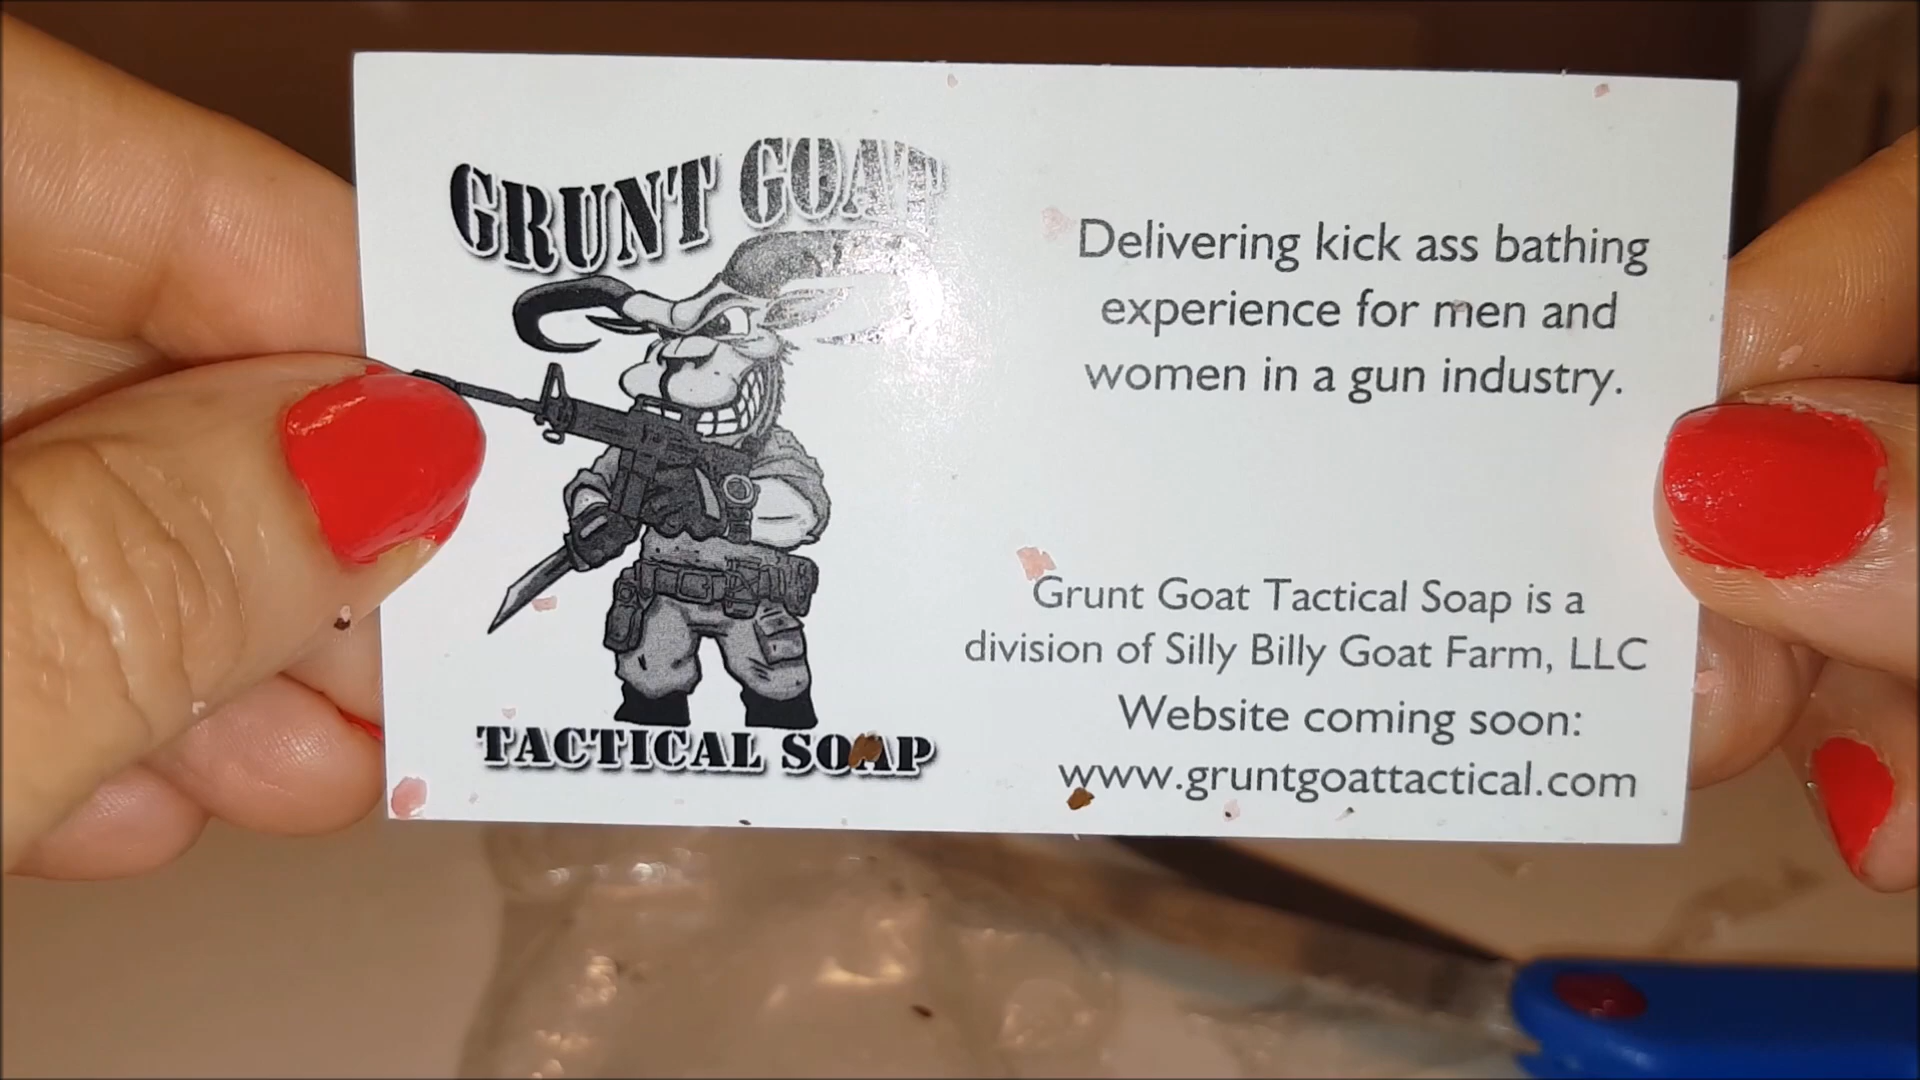 GRUNT GOAT
TACTICAL SOAP
Delivering kick ass bathing
experience for men and
women in a gun industry.
Grunt Goat Tactical Soap is a
division of Silly Billy Goat Farm, LLC
Website coming soon:
www.gruntgoattactical.com